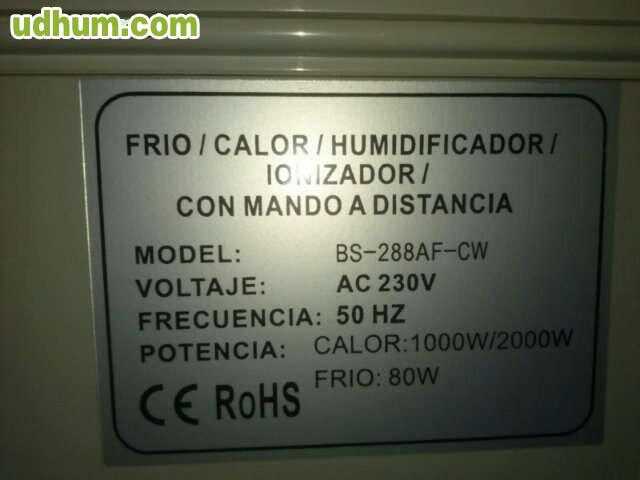 udhum.com
FRIO / CALOR / HUMIDIFICADOR /
IONIZADOR /
CON MANDO A DISTANCIA
MODEL: BS-288AF-CW
VOLTAJE: AC 230V
FRECUENCIA: 50 HZ
POTENCIA: CALOR:1000W/2000W
FRIO: 80W
CE RoHS